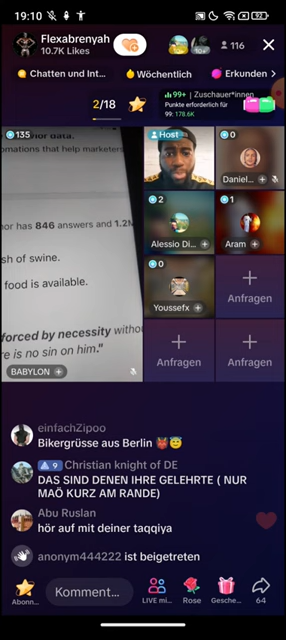 19:10
92
Flexabrenyah
10.7K Likes
116
Chatten und Int...
Wöchentlich
Erkunden >
2/18
99+ | Zuschauer*innen
Punkte erforderlich für
99: 178.6K
135
data.
omations that help marketers
or has 846 answers and 1.2M
sh of swine.
food is available.
forced by necessity witho
re is no sin on him."
BABYLON
Host
0
Daniel...
2
Alessio Di...
1
Aram
0
Youssefx
Anfragen
Anfragen
Anfragen
einfachZipoo
Bikergrüsse aus Berlin
9 Christian knight of DE
DAS SIND DENEN IHRE GELEHRTE ( NUR
MAÖ KURZ AM RANDE)
Abu Ruslan
hör auf mit deiner taqqiya
anonym444222 ist beigetreten
Abonn...
Komment...
LIVE mi...
Rose
Gesche...
64